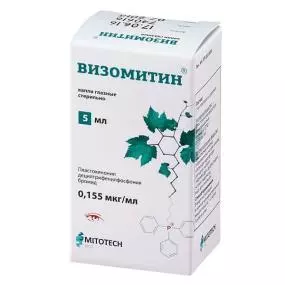 ВИЗОМИТИН®
капли глазные
стерильно
5 мл
Пластохинонил
децилтрифенилфосфония
бромид
0,155 мкг/мл
P
MITOTECH